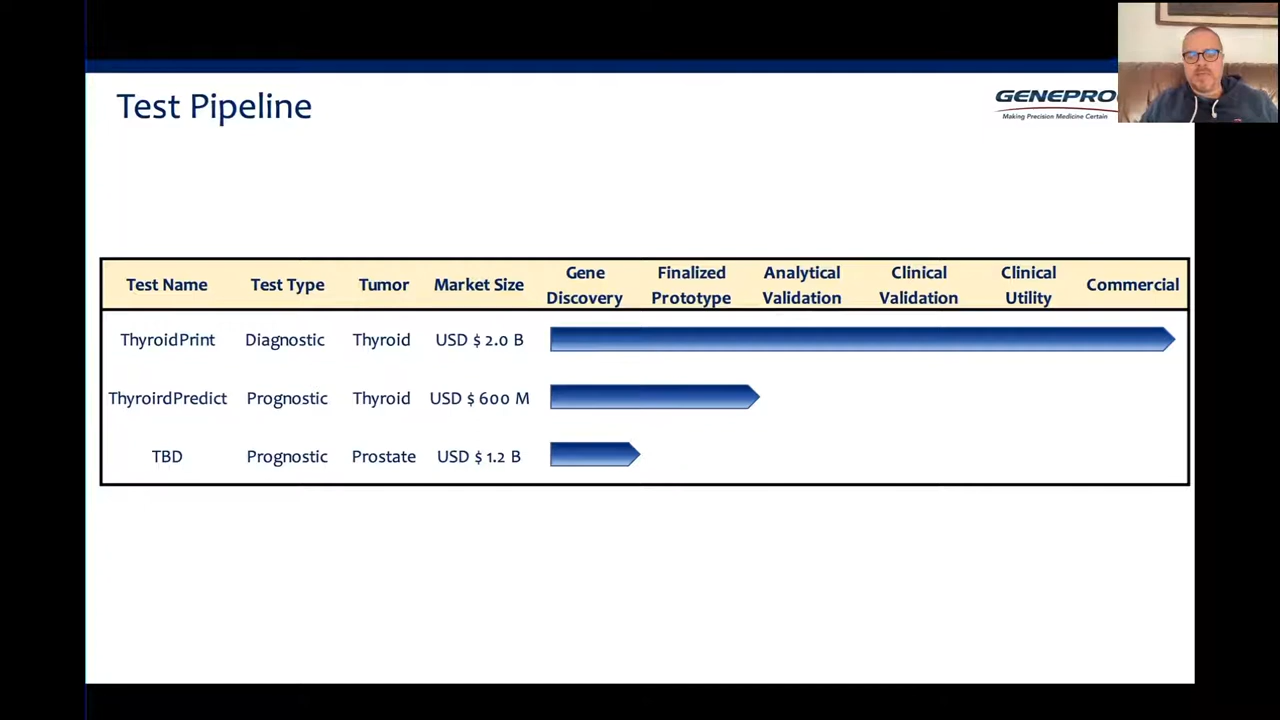 Test Pipeline
GENEPRO
Making Precision Medicine Certain
Test Name Test Type Tumor Market Size Gene Discovery Finalized Prototype Analytical Validation Clinical Validation Clinical Utility Commercial
ThyroidPrint Diagnostic Thyroid USD $ 2.0 B
ThyroirdPredict Prognostic Thyroid USD $ 600 M
TBD Prognostic Prostate USD $ 1.2 B